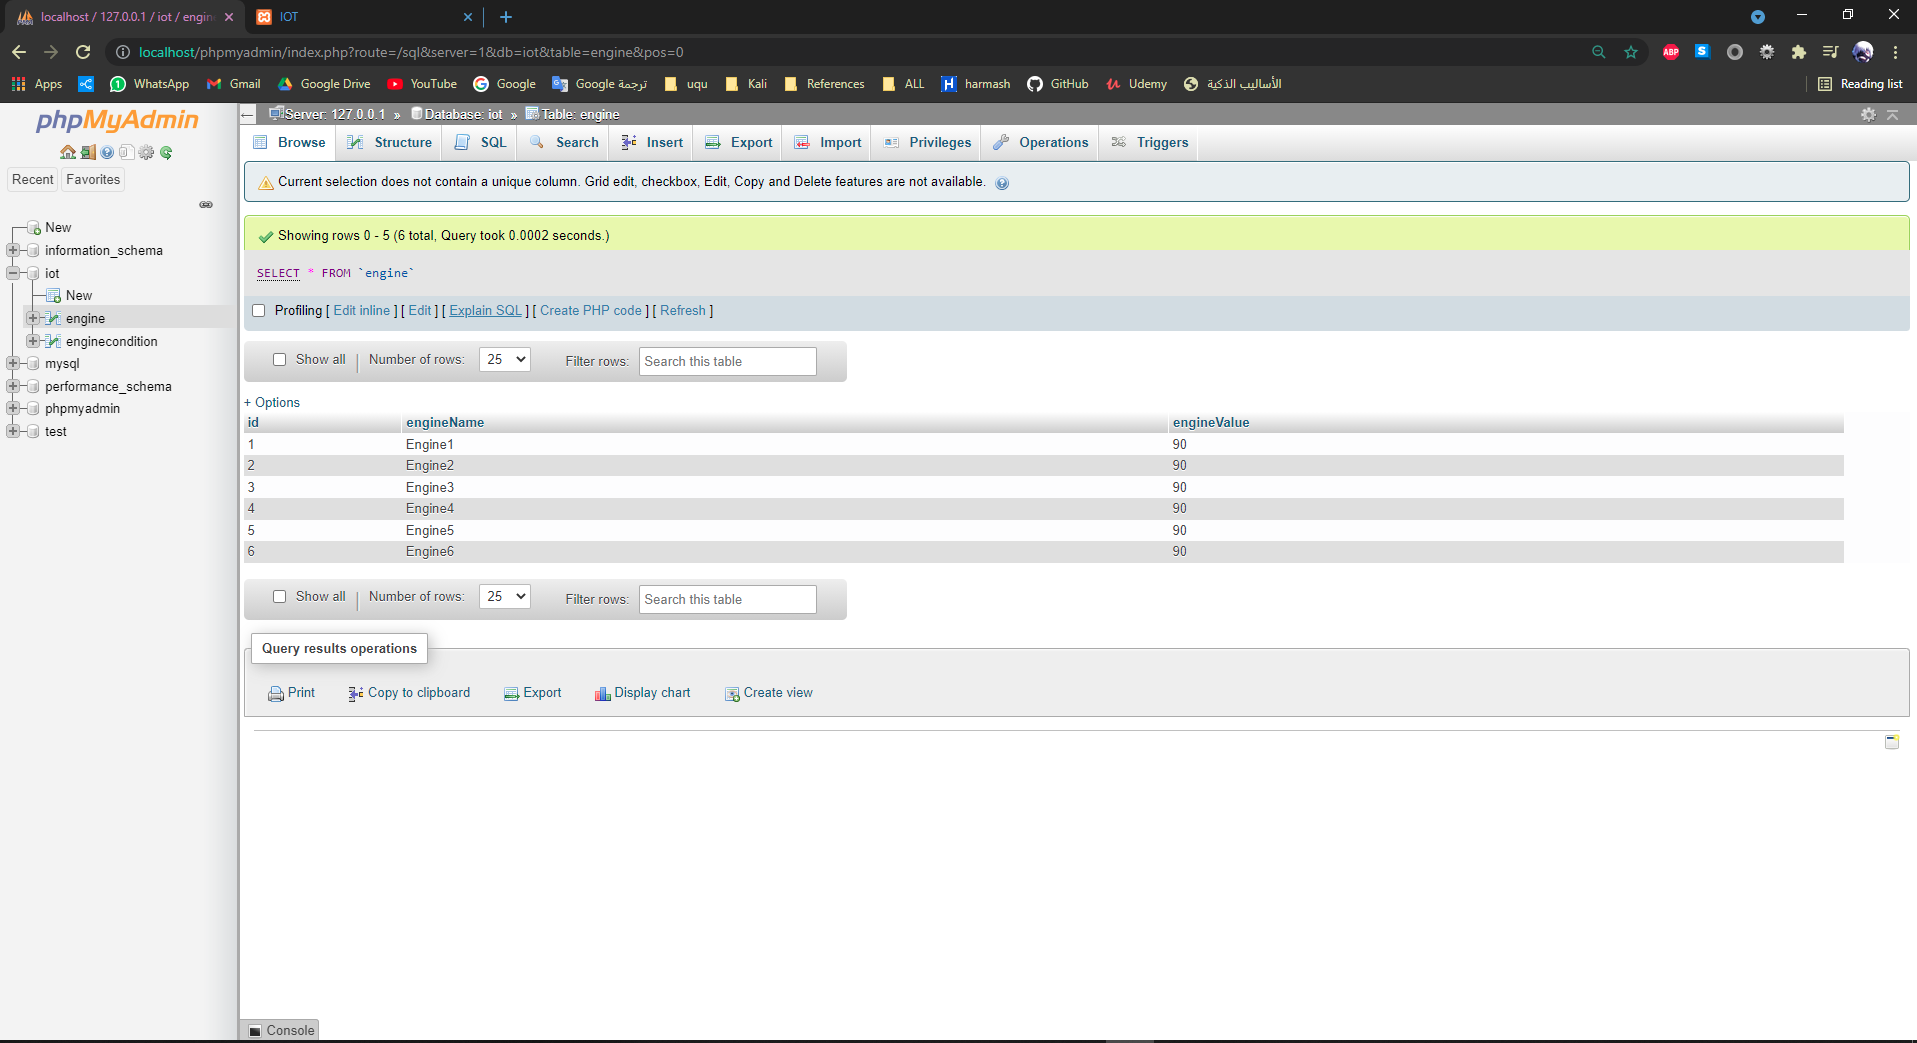 localhost / 127.0.0.1 / iot / engin
IOT
localhost/phpmyadmin/index.php?route=/sql&server=1&db=iot&table=engine&pos=0
ABP
S
Apps
WhatsApp
Gmail
Google Drive
YouTube
Google
ترجمة Google
uqu
Kali
References
ALL
H harmash
GitHub
Udemy
الأساليب الذكية
Reading list
phpMyAdmin
Recent
Favorites
New
information_schema
iot
New
engine
enginecondition
mysql
performance_schema
phpmyadmin
test
Server: 127.0.0.1 » Database: iot » Table: engine
Browse
Structure
SQL
Search
Insert
Export
Import
Privileges
Operations
Triggers
Current selection does not contain a unique column. Grid edit, checkbox, Edit, Copy and Delete features are not available.
Showing rows 0 - 5 (6 total, Query took 0.0002 seconds.)
SELECT * FROM `engine`
Profiling [ Edit inline ] [ Edit ] [ Explain SQL ] [ Create PHP code ] [ Refresh ]
Show all | Number of rows: 25 Filter rows: Search this table
+ Options
id engineName engineValue
1 Engine1 90
2 Engine2 90
3 Engine3 90
4 Engine4 90
5 Engine5 90
6 Engine6 90
Show all | Number of rows: 25 Filter rows: Search this table
Query results operations
Print
Copy to clipboard
Export
Display chart
Create view
Console